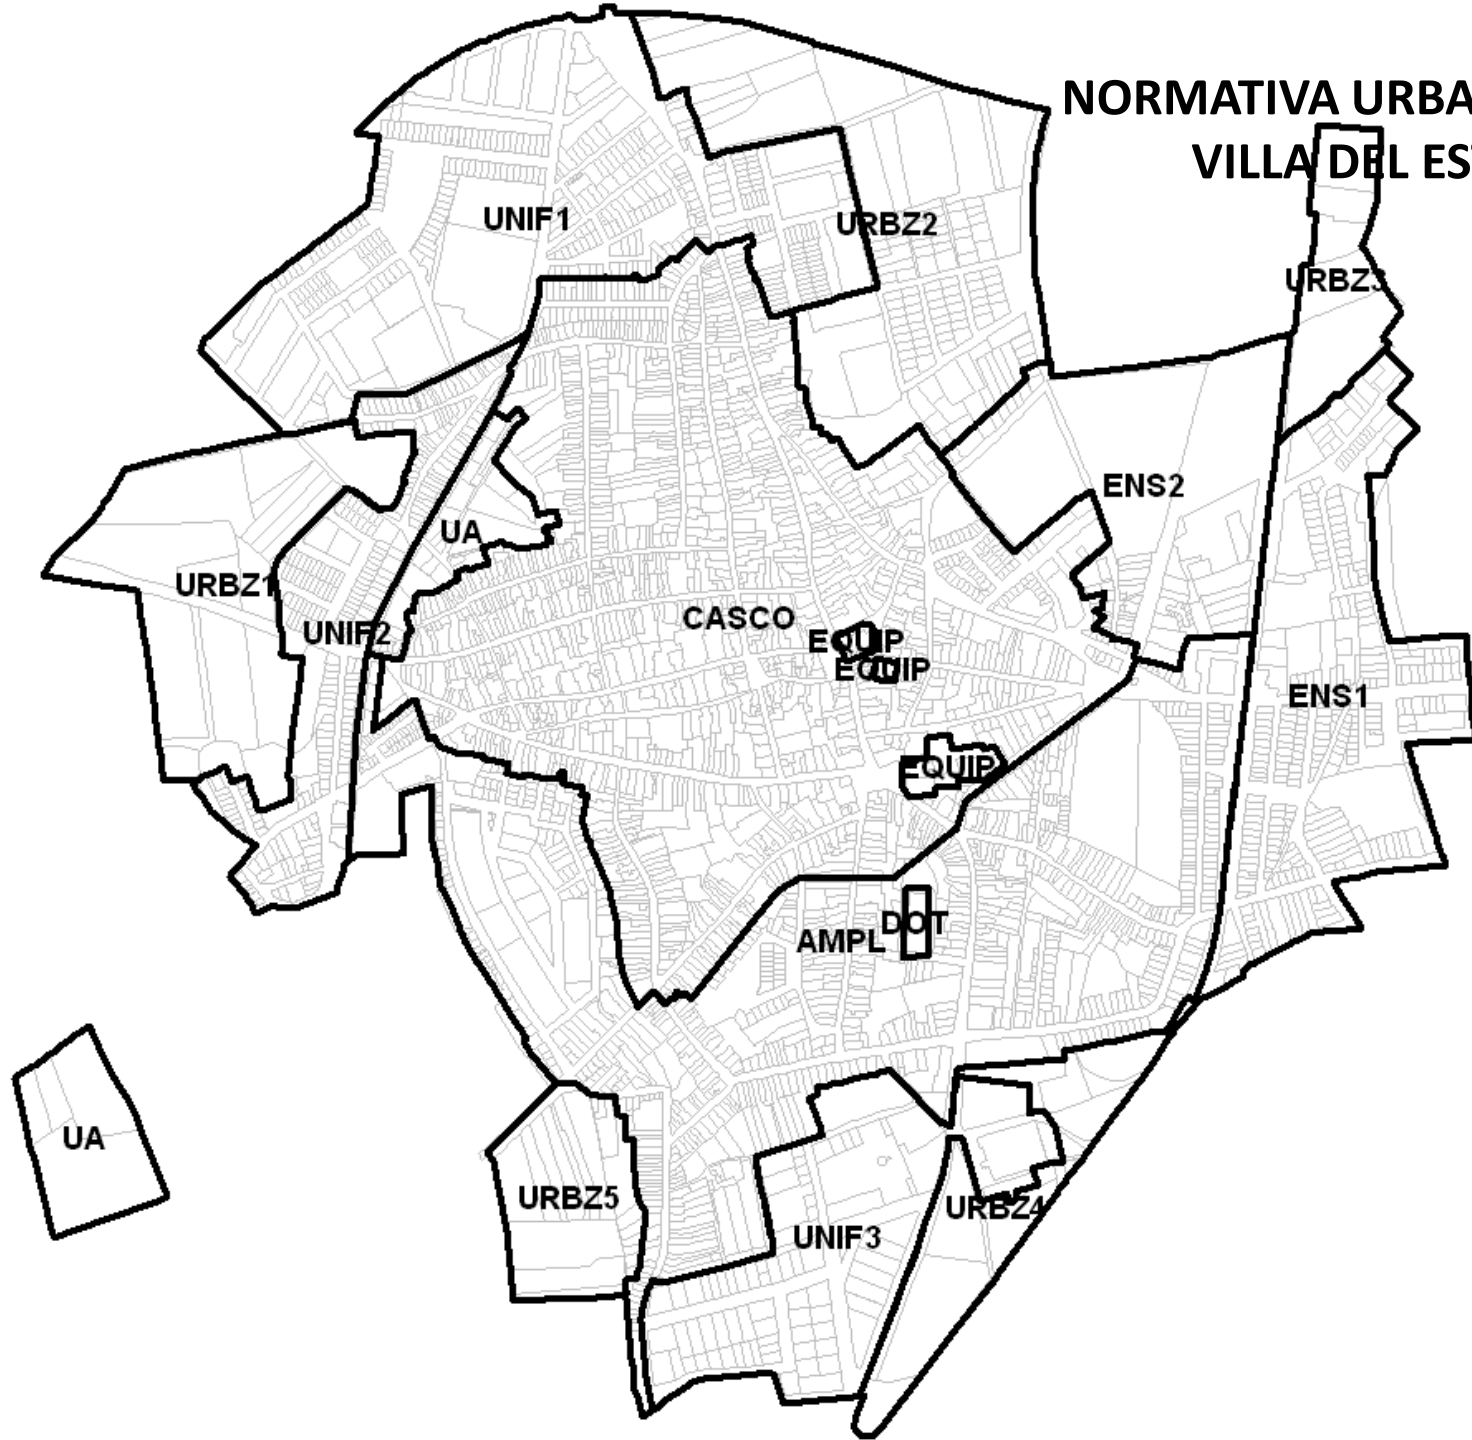 NORMATIVA URBA
VILLA DEL EST
UNIF1
URBZ2
URBZ3
ENS2
UA
URBZ1
UNIF2
CASCO
EQUIP
EQUIP
ENS1
EQUIP
DOT
AMPL
UA
URBZ5
URBZ4
UNIF3